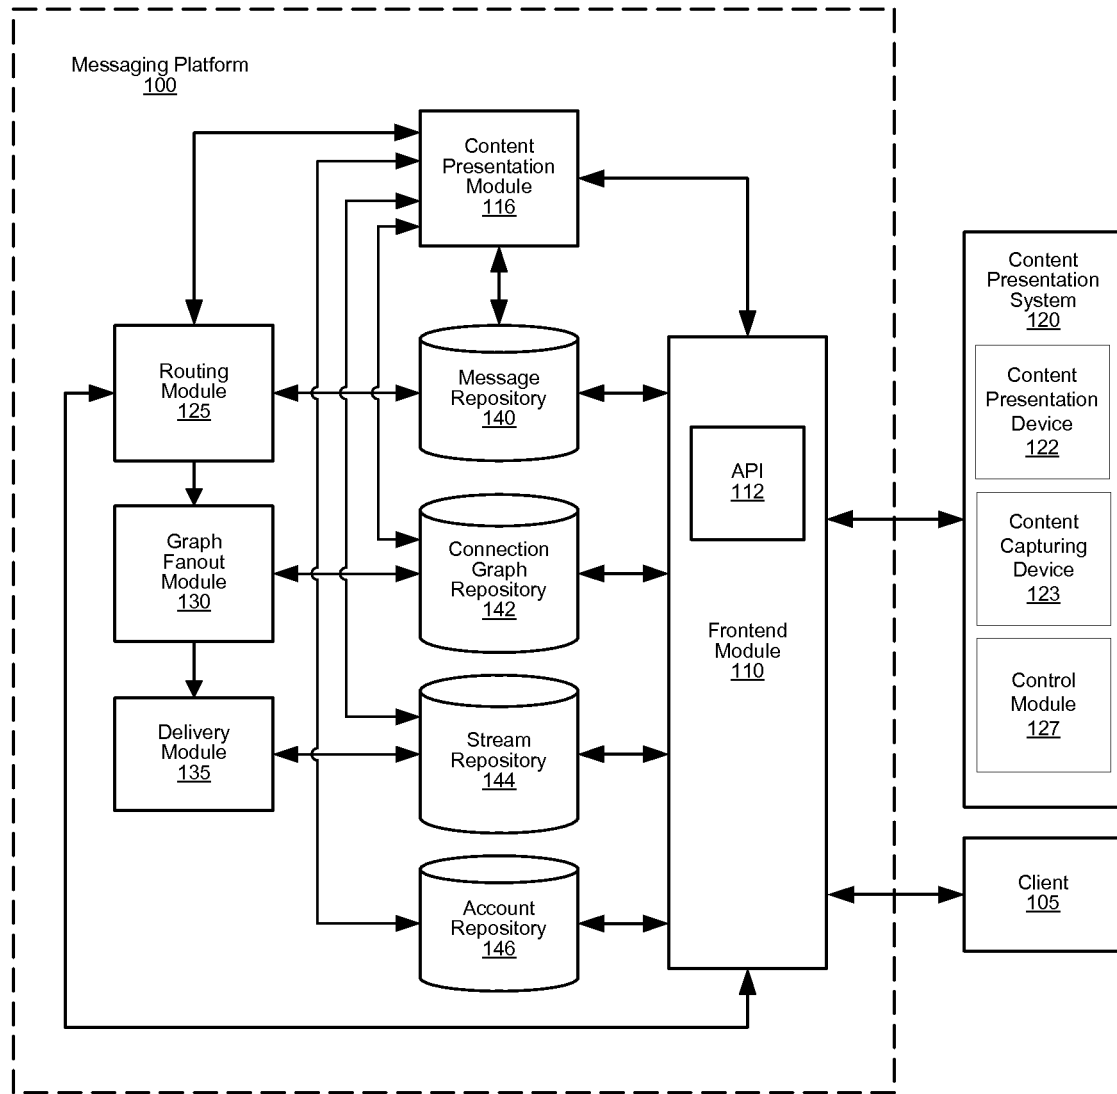 Messaging Platform
100
Content
Presentation
Module
116
Routing
Module
125
Message
Repository
140
API
112
Graph
Fanout
Module
130
Connection
Graph
Repository
142
Frontend
Module
110
Delivery
Module
135
Stream
Repository
144
Account
Repository
146
Content
Presentation
System
120
Content
Presentation
Device
122
Content
Capturing
Device
123
Control
Module
127
Client
105